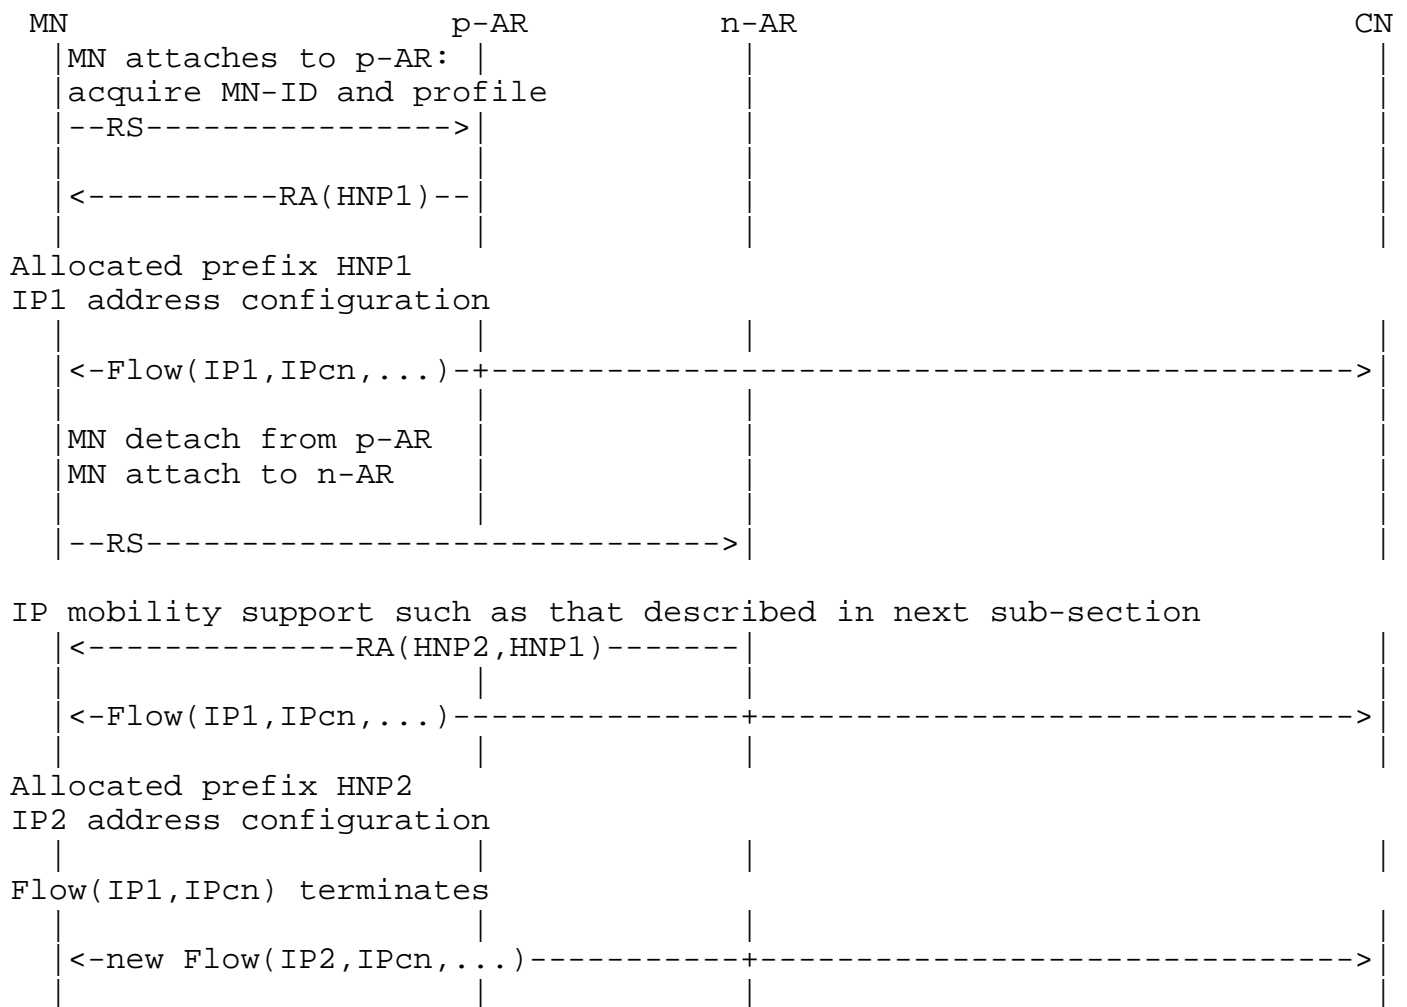 MN p-AR n-AR CN
|MN attaches to p-AR: | | |
|acquire MN-ID and profile | |
|--RS---------------->| | |
| | | |
|<----------RA(HNP1)--| | |
| | | |
Allocated prefix HNP1
IP1 address configuration
| | | |
|<-Flow(IP1,IPcn,...)-+--------------------------------------------->|
| | | |
|MN detach from p-AR | | |
|MN attach to n-AR | | |
| | | |
|--RS------------------------------>| |
IP mobility support such as that described in next sub-section
|<--------------RA(HNP2,HNP1)-------| |
| | | |
|<-Flow(IP1,IPcn,...)---------------+------------------------------->|
| | | |
Allocated prefix HNP2
IP2 address configuration
| | | |
Flow(IP1,IPcn) terminates
| | | |
|<-new Flow(IP2,IPcn,...)-----------+------------------------------->|
| | | |